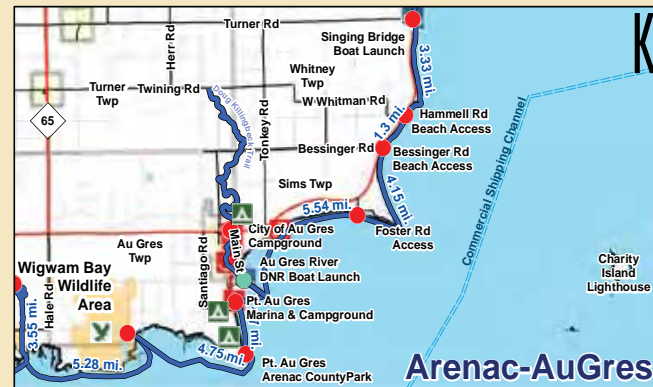 Turner Rd
Singing Bridge
Boat Launch
K
Herr Rd
3.33 mi.
Whitney
Twp
Turner
Twp
Twining Rd
Doug Killingbeck Trail
Tonkey Rd
W Whitman Rd
65
1.3 mi.
Hammell Rd
Beach Access
Bessinger Rd
Bessinger Rd
Beach Access
Commercial Shipping Channel
Sims Twp
4.15 mi.
5.54 mi.
City of Au Gres
Campground
Foster Rd
Access
Main St
Au Gres
Twp
Santiago Rd
Au Gres River
DNR Boat Launch
Charity
Island
Lighthouse
Wigwam Bay
Wildlife
Area
Hale Rd
Pt. Au Gres
Marina & Campground
3.55 mi.
5.28 mi.
4.75 mi.
Pt. Au Gres
Arenac CountyPark
Arenac-AuGres